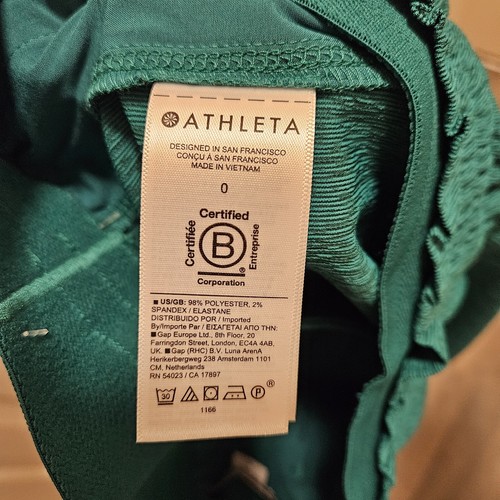 ATHLETA
DESIGNED IN SAN FRANCISCO
CONÇU À SAN FRANCISCO
MADE IN VIETNAM
0
Certified
Certifiée
B
®
Entreprise
Corporation
■ US/GB: 98% POLYESTER, 2%
SPANDEX / ELASTANE
DISTRIBUIDO POR / Imported
By/Importe Par / ΕΙΣΑΓΕΤΑΙ ΑΠΟ ΤΗΝ:
■ Gap Europe Ltd., 8th Floor, 20
Farringdon Street, London, EC4A 4AB,
UK. ■ Gap (RHC) B.V. Luna ArenA
Herikerbergweg 238 Amsterdam 1101
CM, Netherlands
RN 54023 / CA 17897
30 P ®
1166